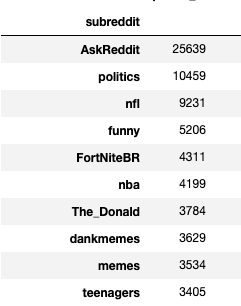 subreddit
AskReddit 25639
politics 10459
nfl 9231
funny 5206
FortNiteBR 4311
nba 4199
The_Donald 3784
dankmemes 3629
memes 3534
teenagers 3405